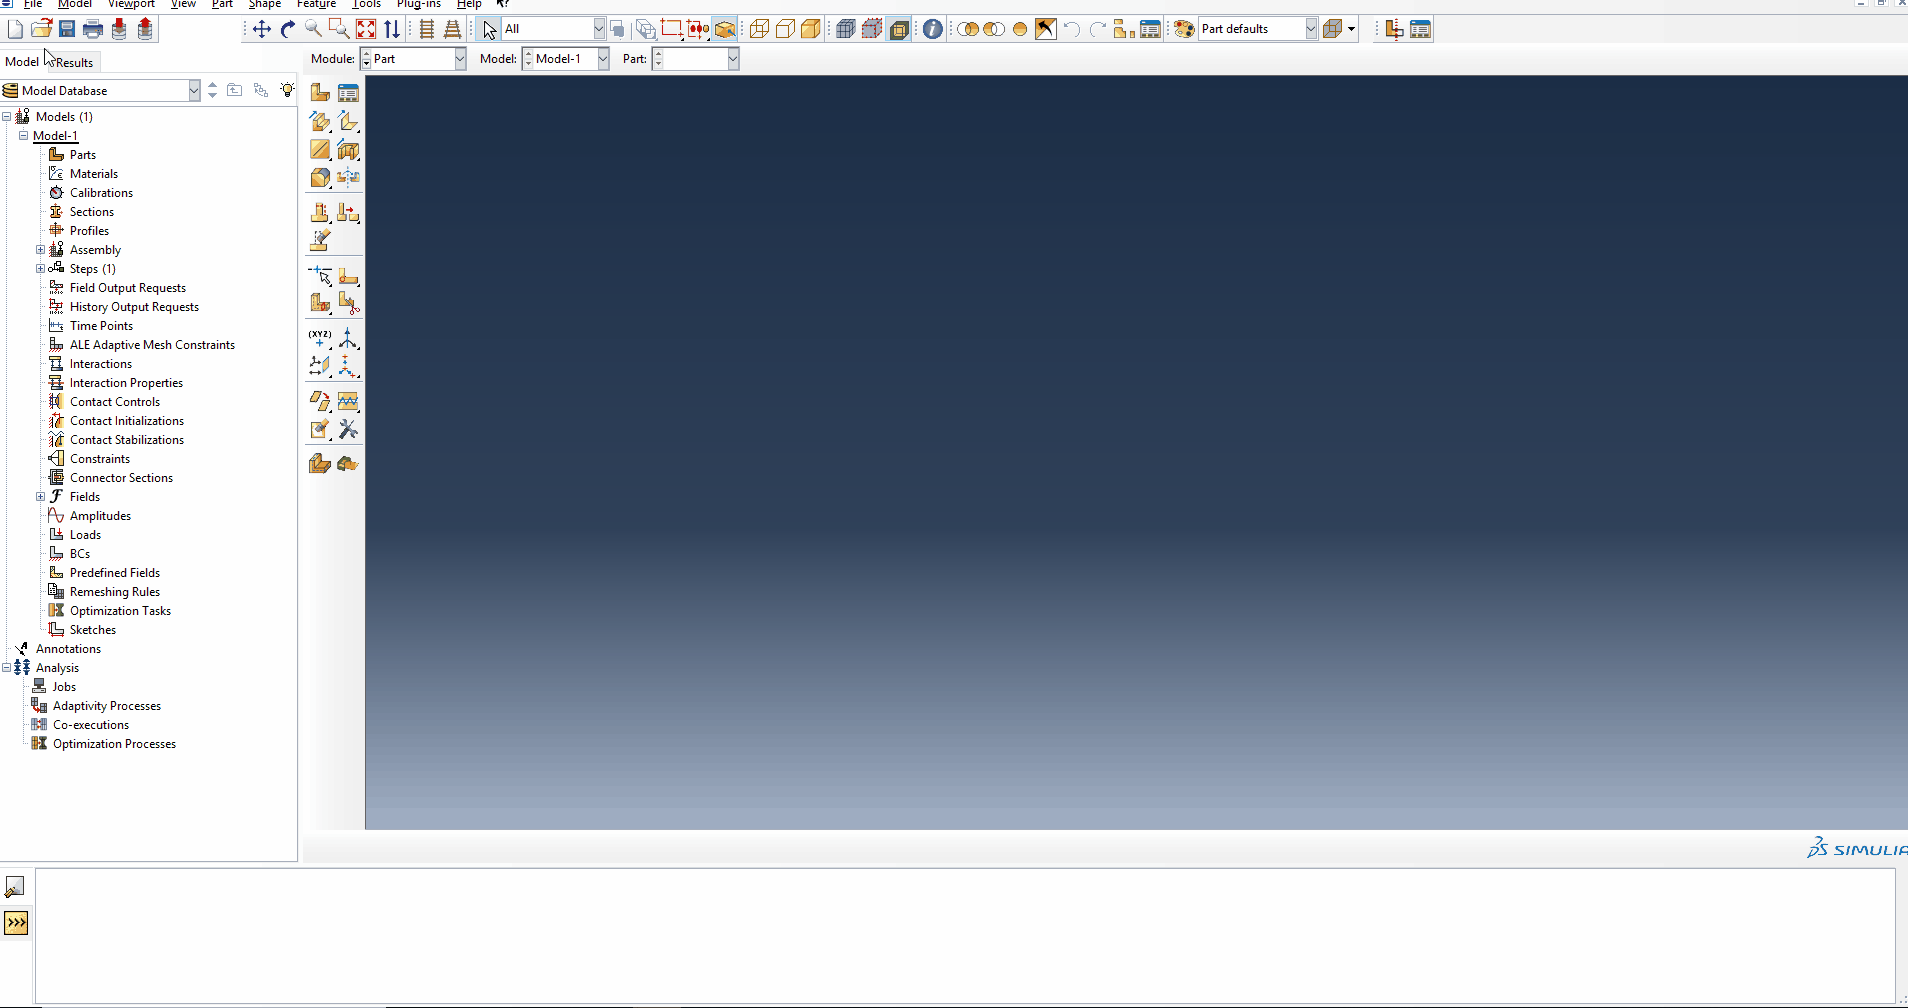 File Model Viewport View Part Shape Feature Tools Plug-ins Help
All
Part defaults
Model Results
Module: Part Model: Model-1 Part:
Model Database
Models (1)
Model-1
Parts
Materials
Calibrations
Sections
Profiles
Assembly
Steps (1)
Field Output Requests
History Output Requests
Time Points
ALE Adaptive Mesh Constraints
Interactions
Interaction Properties
Contact Controls
Contact Initializations
Contact Stabilizations
Constraints
Connector Sections
Fields
Amplitudes
Loads
BCs
Predefined Fields
Remeshing Rules
Optimization Tasks
Sketches
Annotations
Analysis
Jobs
Adaptivity Processes
Co-executions
Optimization Processes
(XYZ)
SIMULIA
>>>